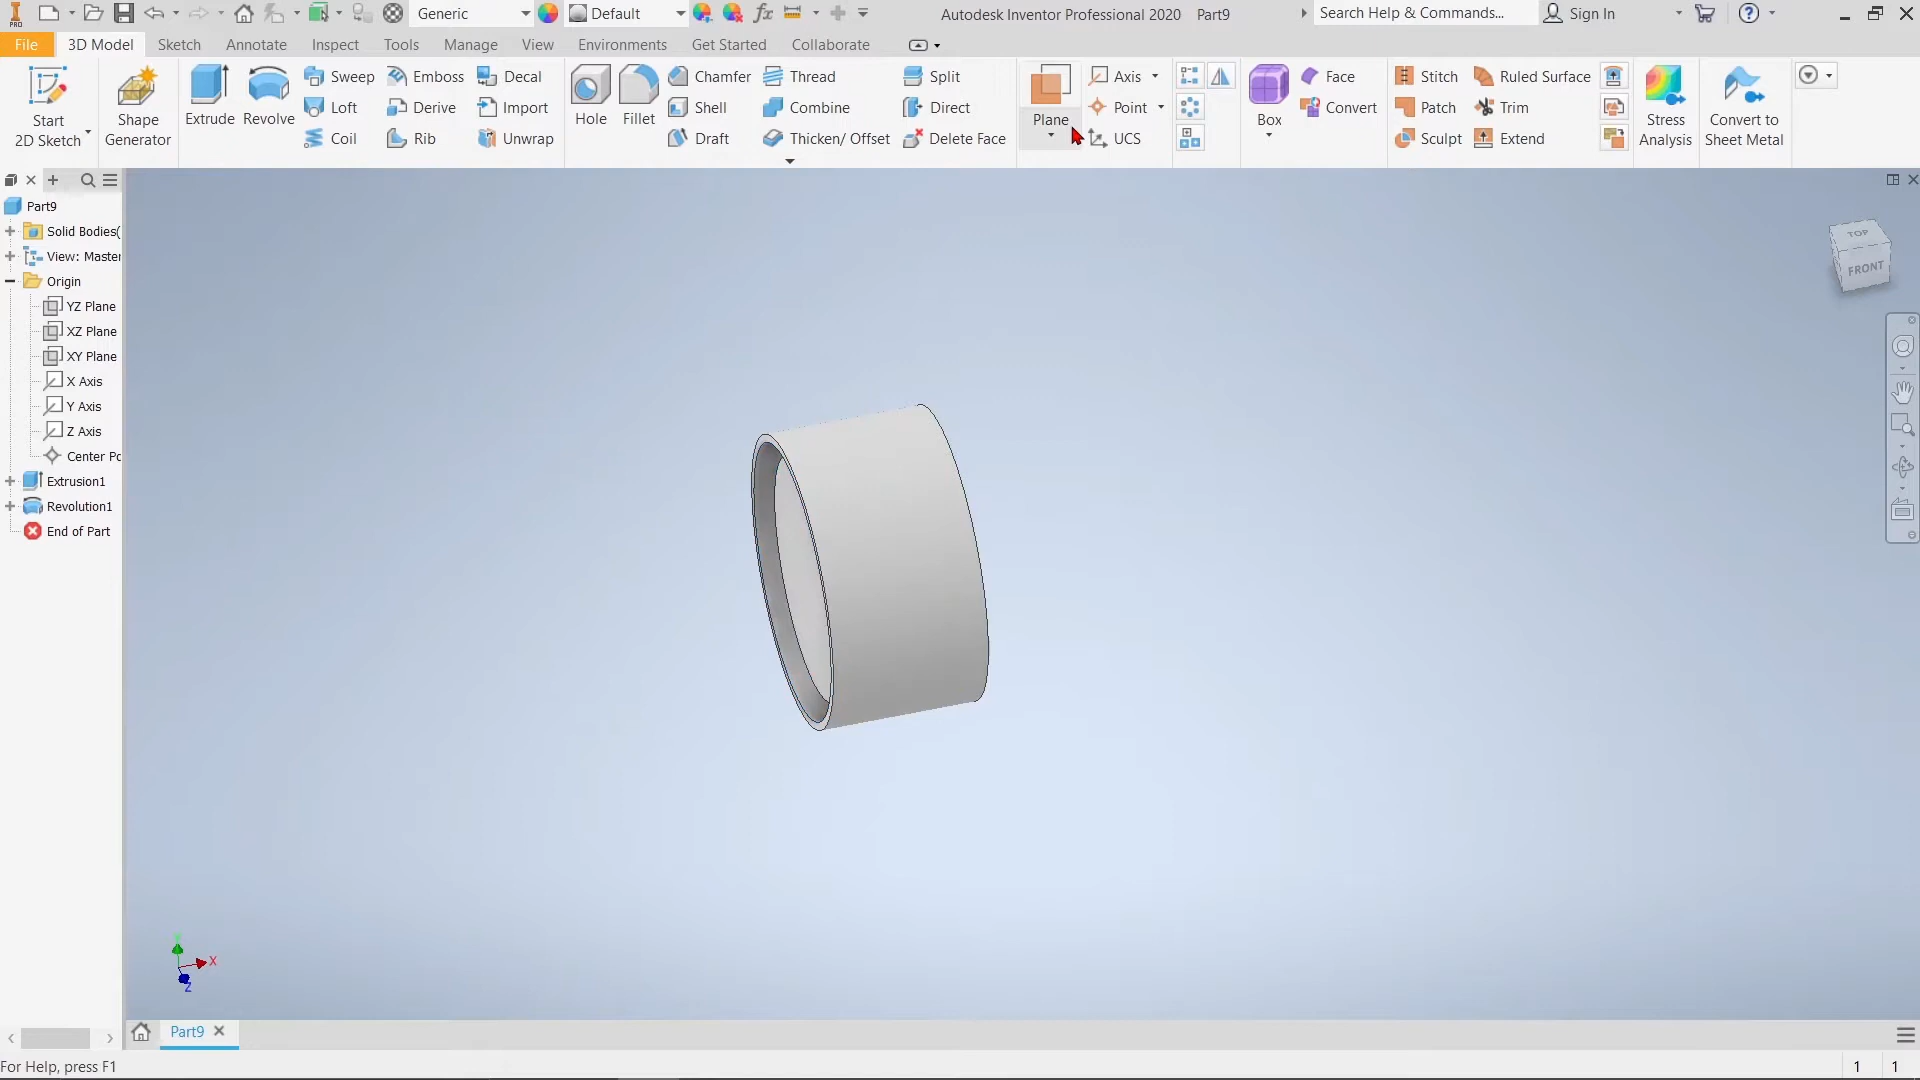 PRO
Generic
Default
Autodesk Inventor Professional 2020 Part9
Search Help & Commands...
Sign In
File
3D Model
Sketch
Annotate
Inspect
Tools
Manage
View
Environments
Get Started
Collaborate
Start
2D Sketch
Shape
Generator
Extrude
Revolve
Sweep
Loft
Coil
Emboss
Derive
Rib
Decal
Import
Unwrap
Hole
Fillet
Chamfer
Shell
Draft
Thread
Combine
Thicken/ Offset
Split
Direct
Delete Face
Plane
Axis
Point
UCS
Box
Face
Convert
Stitch
Patch
Sculpt
Ruled Surface
Trim
Extend
Stress
Analysis
Convert to
Sheet Metal
Part9
Solid Bodies(
View: Master
Origin
YZ Plane
XZ Plane
XY Plane
X Axis
Y Axis
Z Axis
Center Po
Extrusion1
Revolution1
End of Part
TOP
FRONT
X
Z
Part9
For Help, press F1
1
1